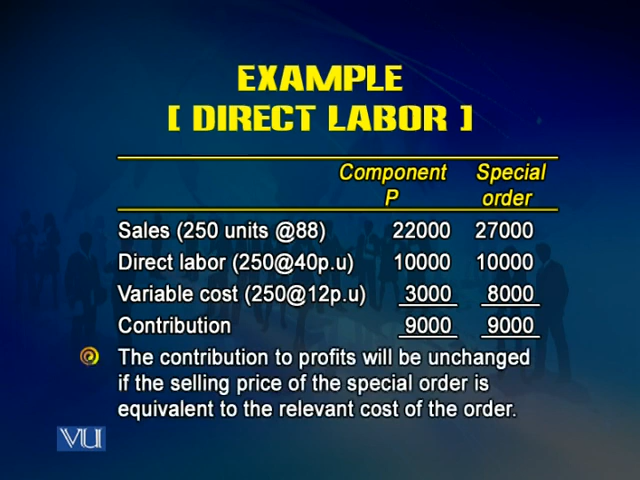 EXAMPLE
[ DIRECT LABOR ]
Component Special
P order
Sales (250 units @88) 22000 27000
Direct labor (250@40p.u) 10000 10000
Variable cost (250@12p.u) 3000 8000
Contribution 9000 9000
The contribution to profits will be unchanged
if the selling price of the special order is
equivalent to the relevant cost of the order.
VU